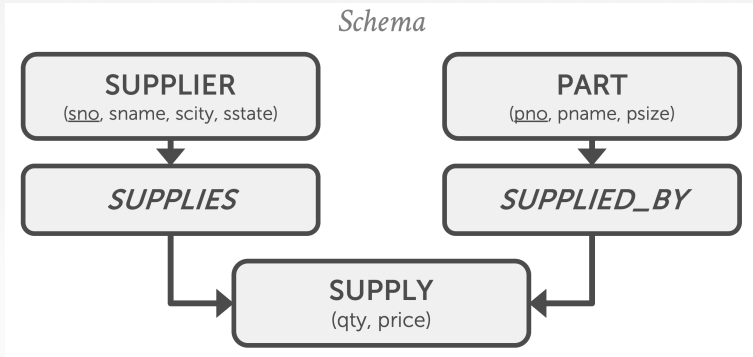 Schema
SUPPLIER
(sno, sname, scity, sstate)
PART
(pno, pname, psize)
SUPPLIES
SUPPLIED_BY
SUPPLY
(qty, price)